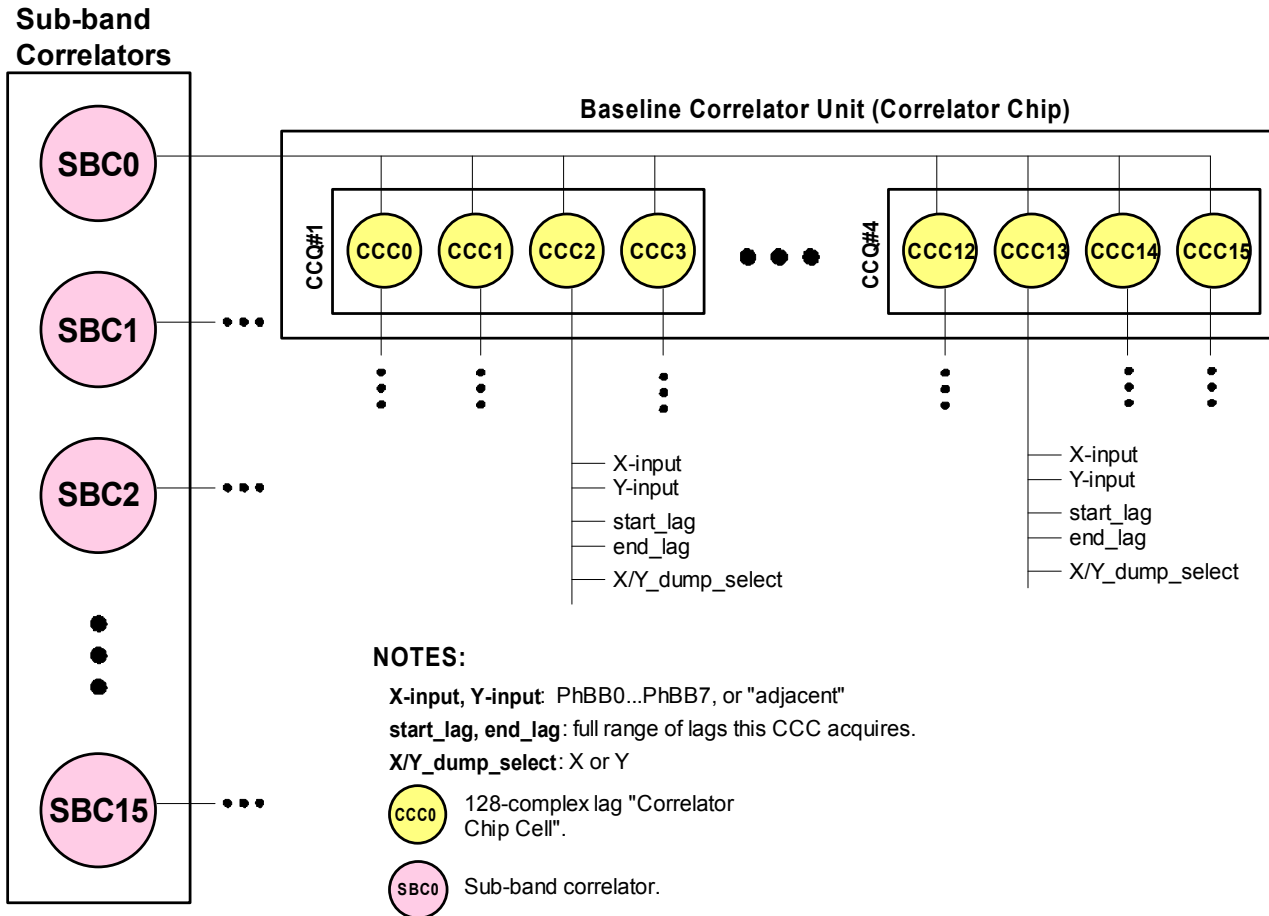 Sub-band
Correlators
Baseline Correlator Unit (Correlator Chip)
SBC0
SBC1
SBC2
SBC15
CCQ#1
CCC0
CCC1
CCC2
CCC3
CCQ#4
CCC12
CCC13
CCC14
CCC15
X-input
Y-input
start_lag
end_lag
X/Y_dump_select
X-input
Y-input
start_lag
end_lag
X/Y_dump_select
NOTES:
X-input, Y-input: PhBB0...PhBB7, or "adjacent"
start_lag, end_lag: full range of lags this CCC acquires.
X/Y_dump_select: X or Y
CCC0
128-complex lag "Correlator
Chip Cell".
SBC0
Sub-band correlator.